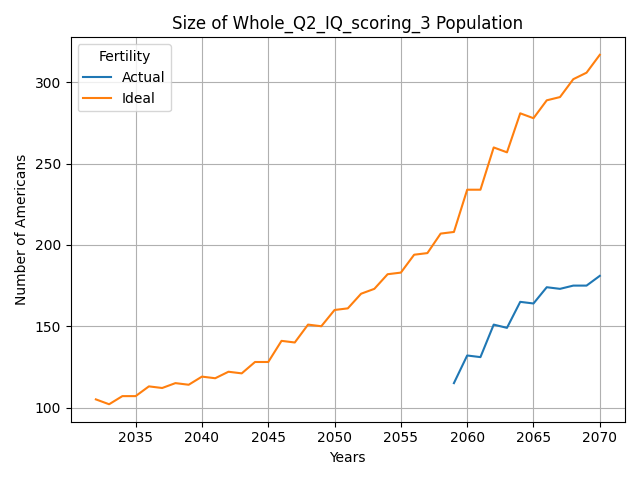 Size of Whole_Q2_IQ_scoring_3 Population
Fertility
Actual
Ideal
Number of Americans
300
250
200
150
100
2035 2040 2045 2050 2055 2060 2065 2070
Years